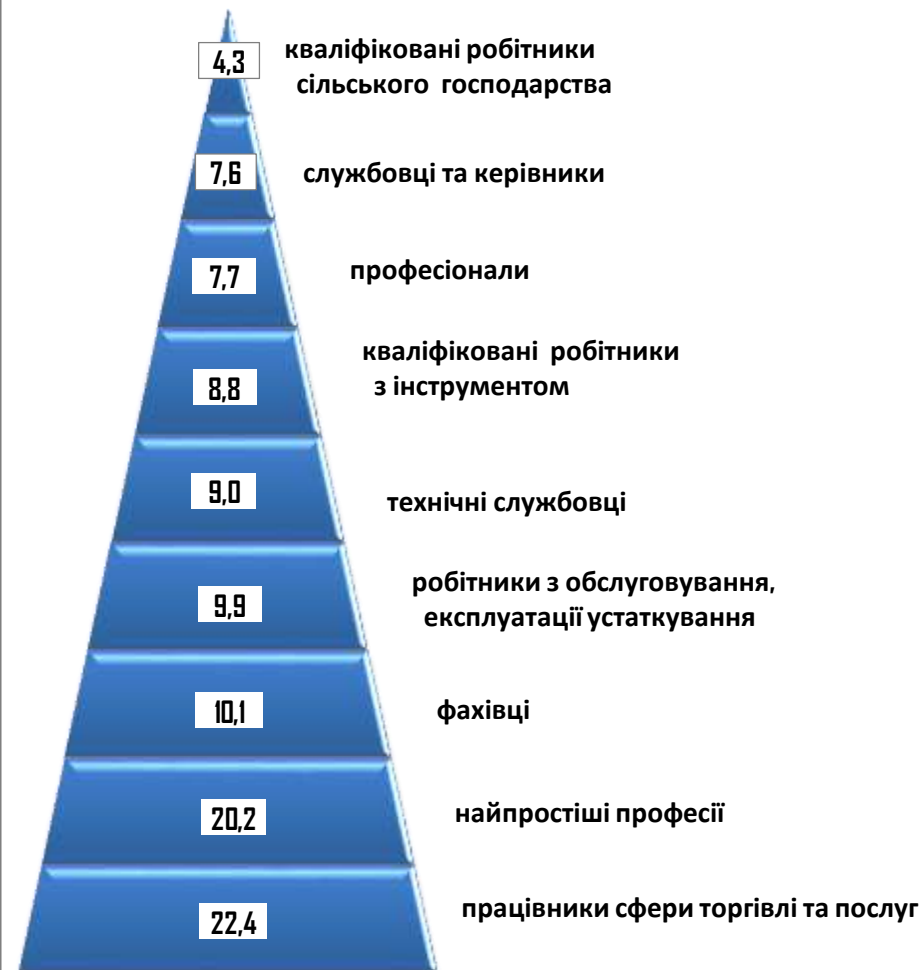 4,3
кваліфіковані робітники
сільського господарства
7,6
службовці та керівники
7,7
професіонали
8,8
кваліфіковані робітники
з інструментом
9,0
технічні службовці
9,9
робітники з обслуговування,
експлуатації устаткування
10,1
фахівці
20,2
найпростіші професії
22,4
працівники сфери торгівлі та послуг